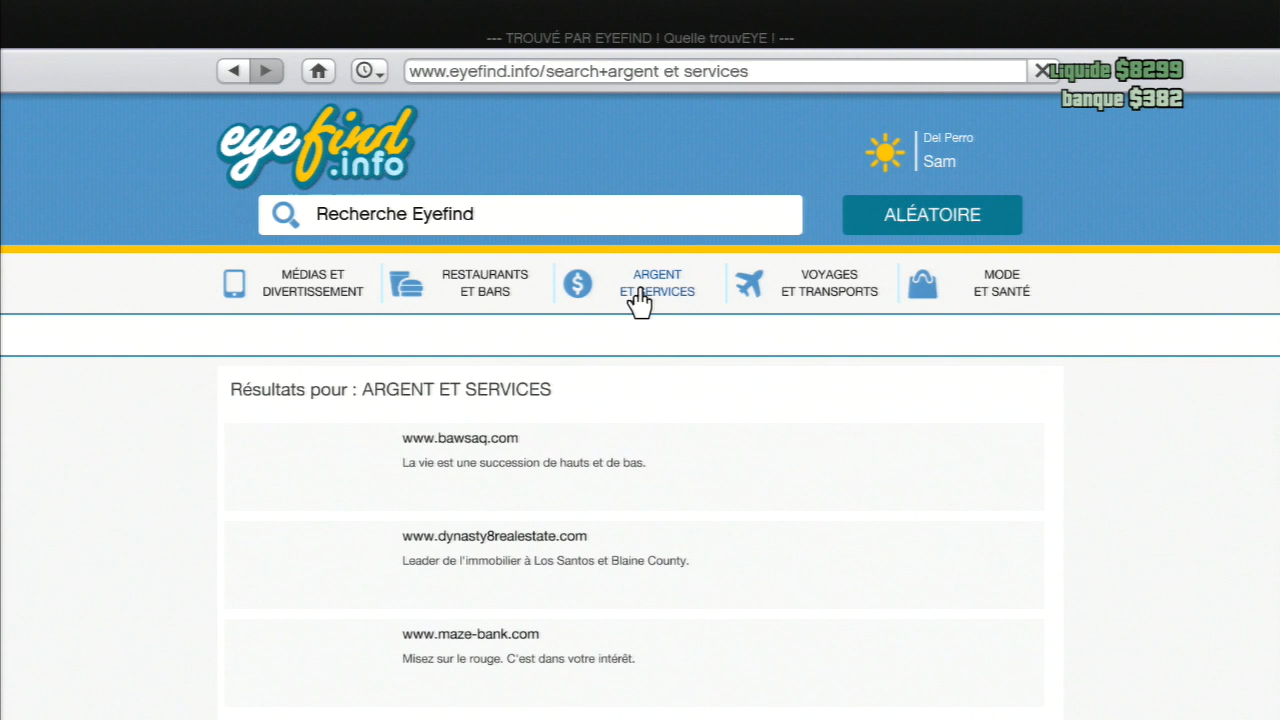 --- TROUVÉ PAR EYEFIND ! Quelle trouvEYE ! ---
www.eyefind.info/search+argent et services
liquide $8299
banque $382
eyefind
.info
Del Perro
Sam
Recherche Eyefind
ALÉATOIRE
MÉDIAS ET
DIVERTISSEMENT
RESTAURANTS
ET BARS
ARGENT
ET SERVICES
VOYAGES
ET TRANSPORTS
MODE
ET SANTÉ
Résultats pour : ARGENT ET SERVICES
www.bawsaq.com
La vie est une succession de hauts et de bas.
www.dynasty8realestate.com
Leader de l'immobilier à Los Santos et Blaine County.
www.maze-bank.com
Misez sur le rouge. C'est dans votre intérêt.